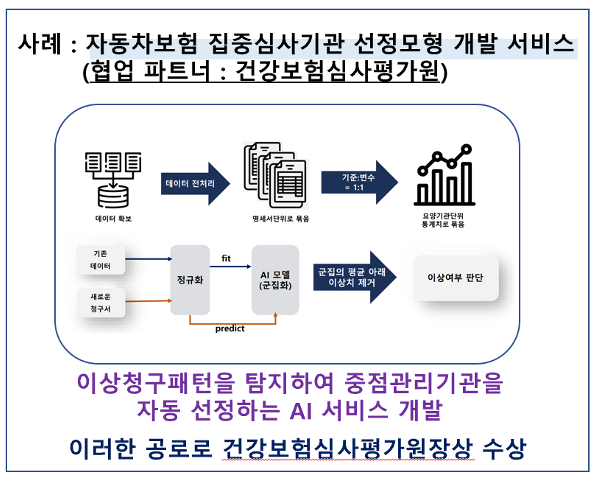 사례 : 자동차보험 집중심사기관 선정모형 개발 서비스
(협업 파트너 : 건강보험심사평가원)
데이터 확보
데이터 전처리
명세서단위로 묶음
기준:변수
= 1:1
요양기관단위
통계치로 묶음
기존
데이터
새로운
청구서
정규화
fit
predict
AI 모델
(군집화)
군집의 평균 아래
이상치 제거
이상여부 판단
이상청구패턴을 탐지하여 중점관리기관을
자동 선정하는 AI 서비스 개발
이러한 공로로 건강보험심사평가원장상 수상